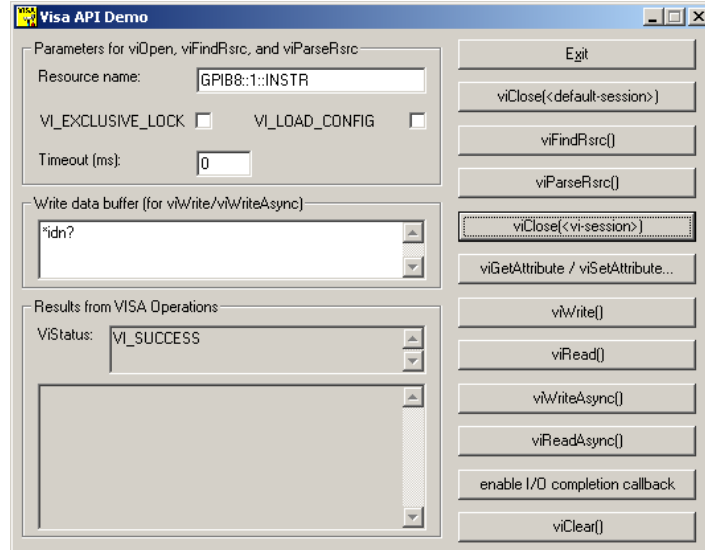 Visa API Demo
Parameters for viOpen, viFindRsrc, and viParseRsrc
Resource name: GPIB8::1::INSTR
VI_EXCLUSIVE_LOCK VI_LOAD_CONFIG
Timeout (ms): 0
Write data buffer (for viWrite/viWriteAsync)
*idn?
Results from VISA Operations
ViStatus: VI_SUCCESS
Exit
viClose(<default-session>)
viFindRsrc()
viParseRsrc()
viClose(<vi-session>)
viGetAttribute / viSetAttribute...
viWrite()
viRead()
viWriteAsync()
viReadAsync()
enable I/O completion callback
viClear()